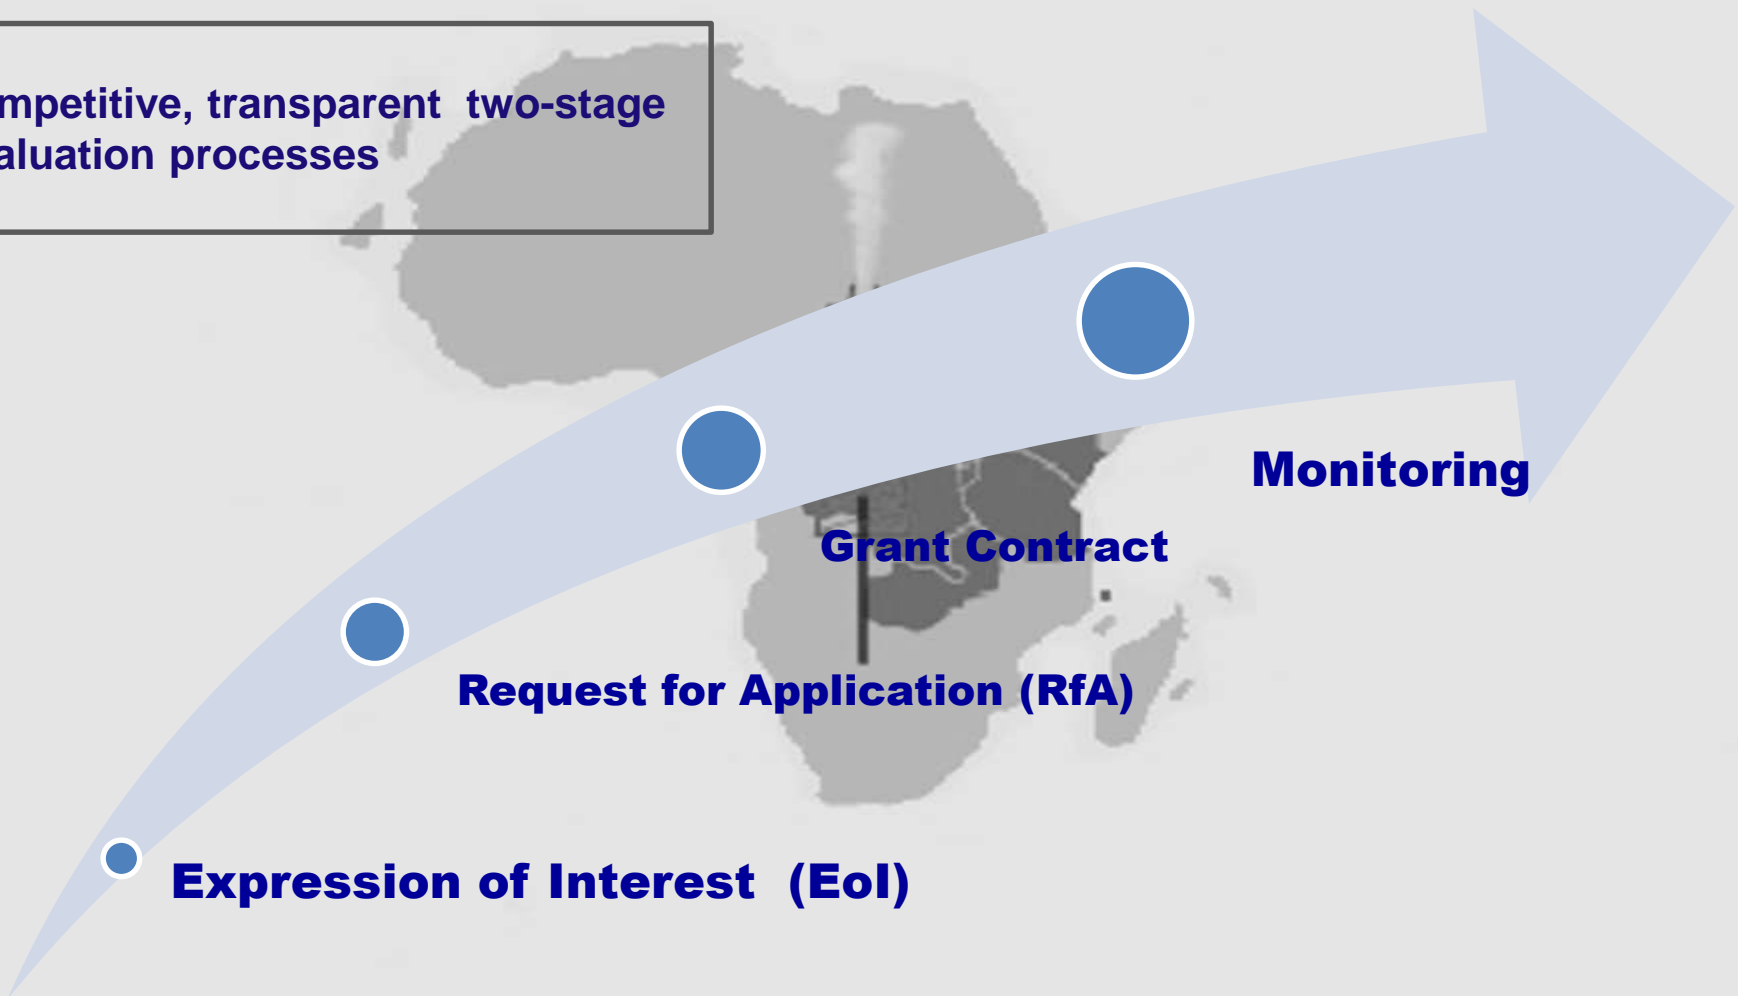 mpetitive, transparent two-stage
aluation processes
Monitoring
Grant Contract
Request for Application (RfA)
Expression of Interest (EoI)